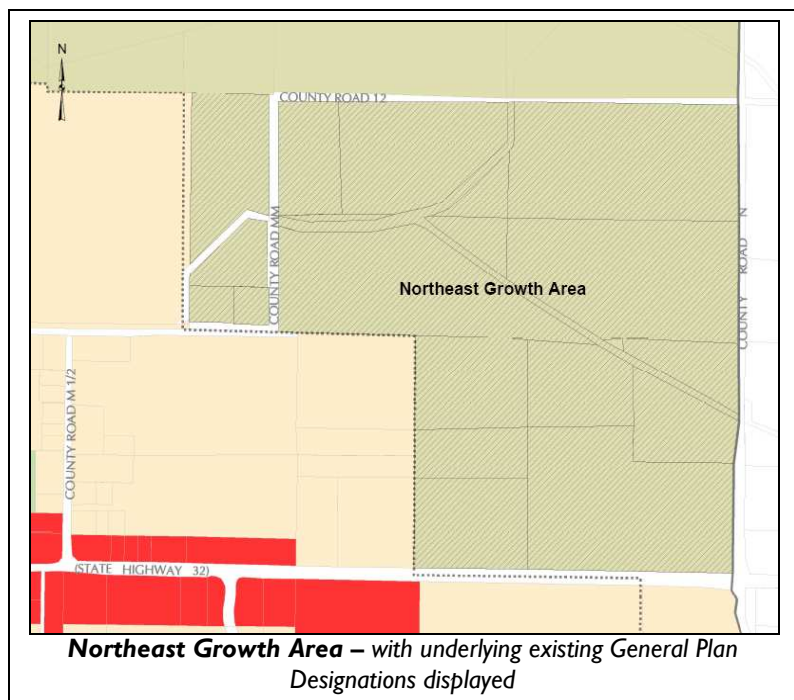 N
COUNTY ROAD 12
COUNTY ROAD MM
COUNTY ROAD N
Northeast Growth Area
COUNTY ROAD M 1/2
(STATE HIGHWAY 32)
Northeast Growth Area – with underlying existing General Plan
Designations displayed